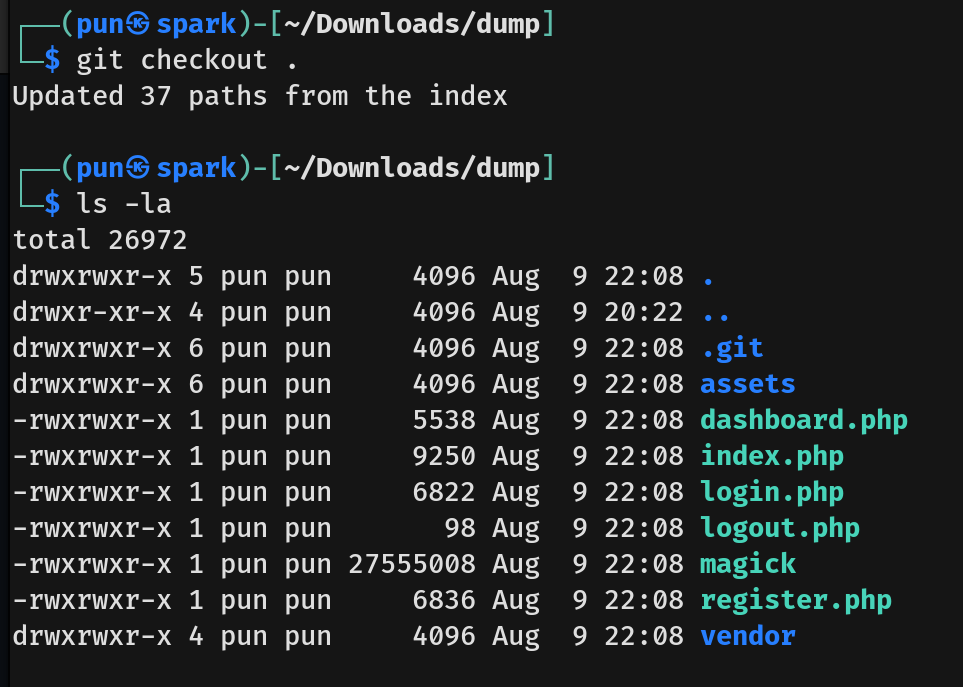 ┌──(pun㉿spark)-[~/Downloads/dump]
└─$ git checkout .
Updated 37 paths from the index
┌──(pun㉿spark)-[~/Downloads/dump]
└─$ ls -la
total 26972
drwxrwxr-x 5 pun pun     4096 Aug  9 22:08 .
drwxr-xr-x 4 pun pun     4096 Aug  9 20:22 ..
drwxrwxr-x 6 pun pun     4096 Aug  9 22:08 .git
drwxrwxr-x 6 pun pun     4096 Aug  9 22:08 assets
-rwxrwxr-x 1 pun pun     5538 Aug  9 22:08 dashboard.php
-rwxrwxr-x 1 pun pun     9250 Aug  9 22:08 index.php
-rwxrwxr-x 1 pun pun     6822 Aug  9 22:08 login.php
-rwxrwxr-x 1 pun pun       98 Aug  9 22:08 logout.php
-rwxrwxr-x 1 pun pun 27555008 Aug  9 22:08 magick
-rwxrwxr-x 1 pun pun     6836 Aug  9 22:08 register.php
drwxrwxr-x 4 pun pun     4096 Aug  9 22:08 vendor